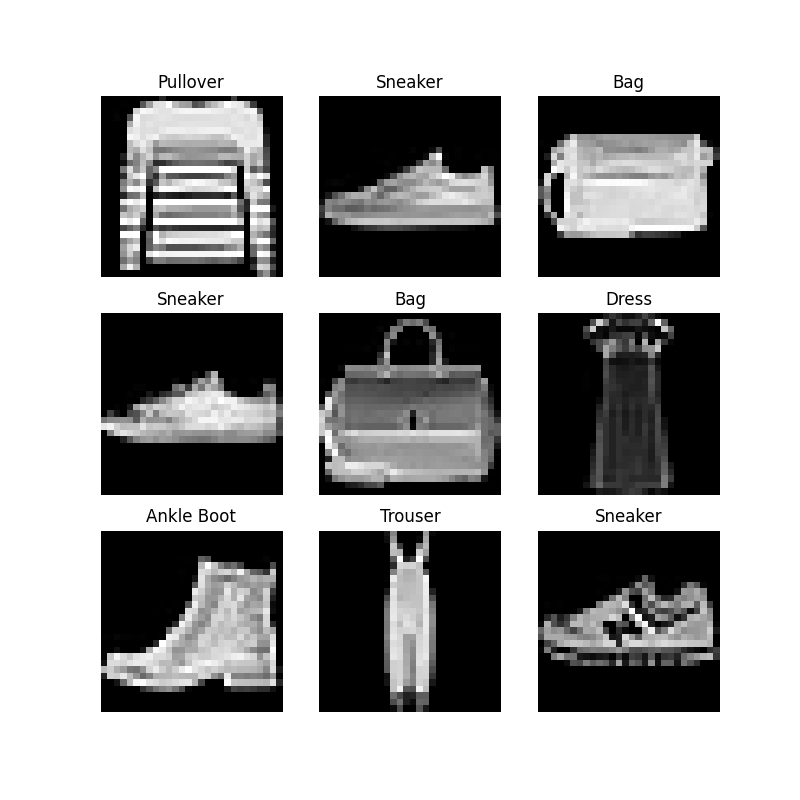 Pullover
Sneaker
Bag
Sneaker
Bag
Dress
Ankle Boot
Trouser
Sneaker